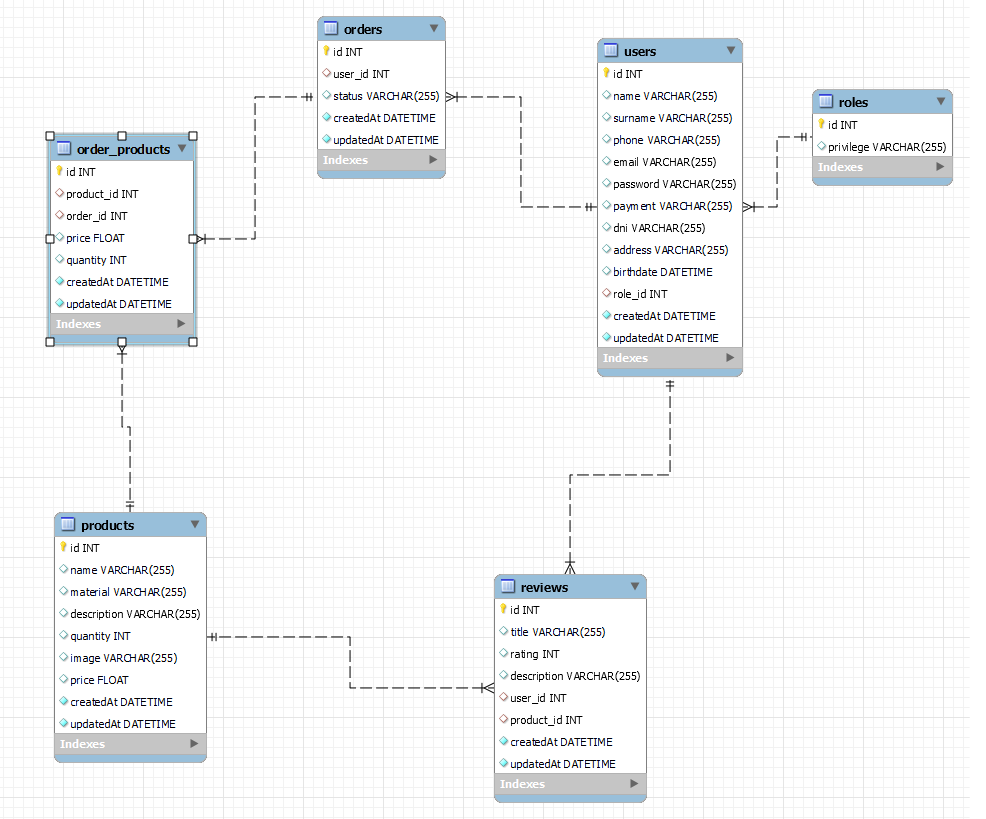 orders
id INT
user_id INT
status VARCHAR(255)
createdAt DATETIME
updatedAt DATETIME
Indexes
users
id INT
name VARCHAR(255)
surname VARCHAR(255)
phone VARCHAR(255)
email VARCHAR(255)
password VARCHAR(255)
payment VARCHAR(255)
dni VARCHAR(255)
address VARCHAR(255)
birthdate DATETIME
role_id INT
createdAt DATETIME
updatedAt DATETIME
Indexes
roles
id INT
privilege VARCHAR(255)
Indexes
order_products
id INT
product_id INT
order_id INT
price FLOAT
quantity INT
createdAt DATETIME
updatedAt DATETIME
Indexes
products
id INT
name VARCHAR(255)
material VARCHAR(255)
description VARCHAR(255)
quantity INT
image VARCHAR(255)
price FLOAT
createdAt DATETIME
updatedAt DATETIME
Indexes
reviews
id INT
title VARCHAR(255)
rating INT
description VARCHAR(255)
user_id INT
product_id INT
createdAt DATETIME
updatedAt DATETIME
Indexes